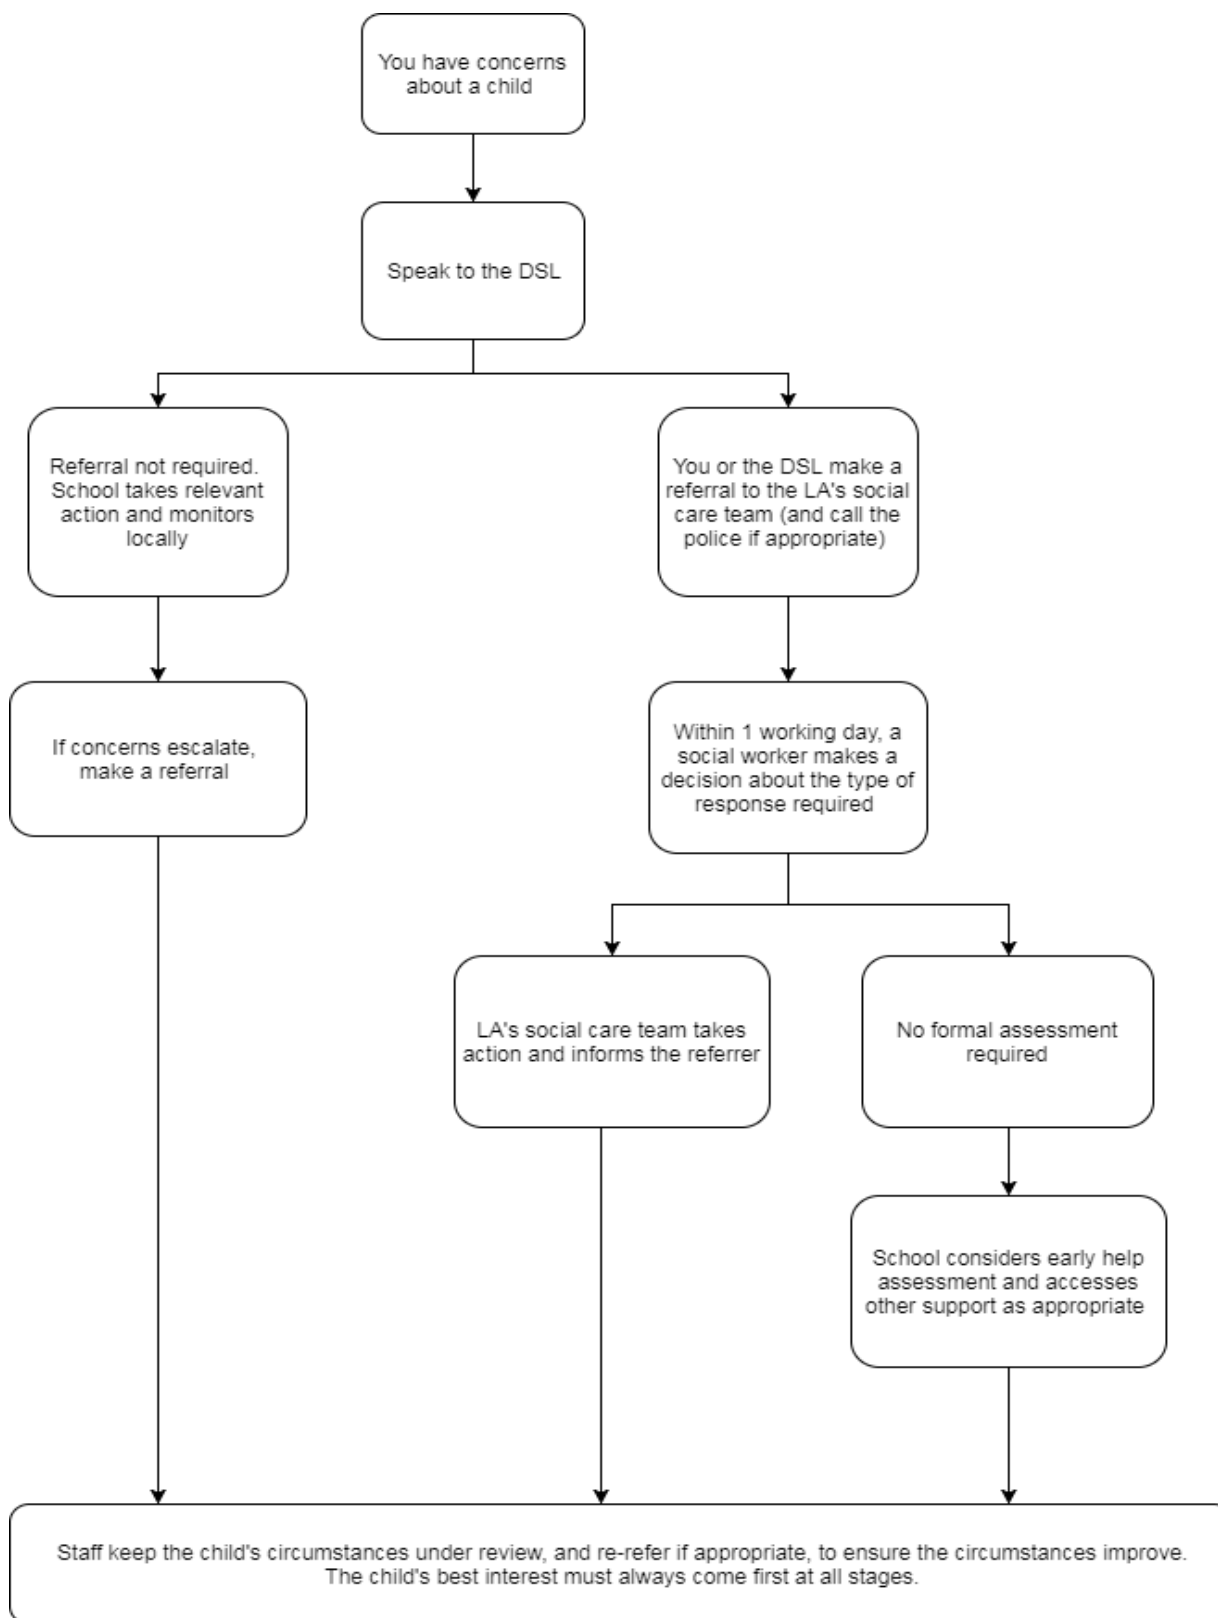 You have concerns
about a child
Speak to the DSL
Referral not required.
School takes relevant
action and monitors
locally
You or the DSL make a
referral to the LA's social
care team (and call the
police if appropriate)
If concerns escalate,
make a referral
Within 1 working day, a
social worker makes a
decision about the type of
response required
LA's social care team takes
action and informs the referrer
No formal assessment
required
School considers early help
assessment and accesses
other support as appropriate
Staff keep the child's circumstances under review, and re-refer if appropriate, to ensure the circumstances improve.
The child's best interest must always come first at all stages.